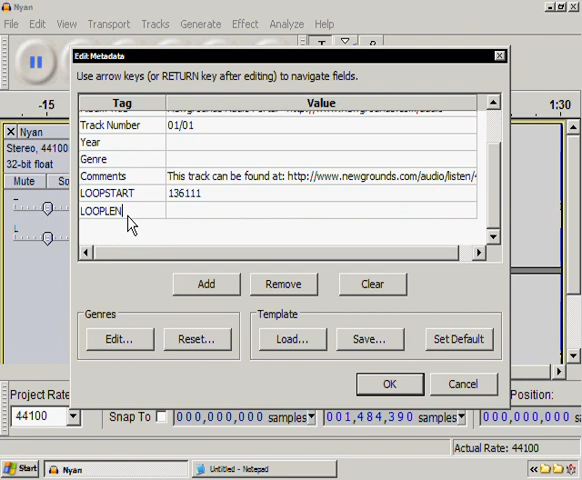 Nyan
File Edit View Transport Tracks Generate Effect Analyze Help
Edit Metadata
Use arrow keys (or RETURN key after editing) to navigate fields.
-15
1:30
Tag Value
Track Number 01/01
Year
Genre
Comments This track can be found at: http://www.newgrounds.com/audio/listen/
LOOPSTART 136111
LOOPLEN
Nyan
Stereo, 44100
32-bit float
Mute
L
Add Remove Clear
Genres Template
Edit... Reset... Load... Save... Set Default
OK Cancel
Project Rate
Position:
44100 Snap To 000,000,000 samples 001,484,390 samples 000,000,000 samples
Actual Rate: 44100
Start Nyan Untitled - Notepad